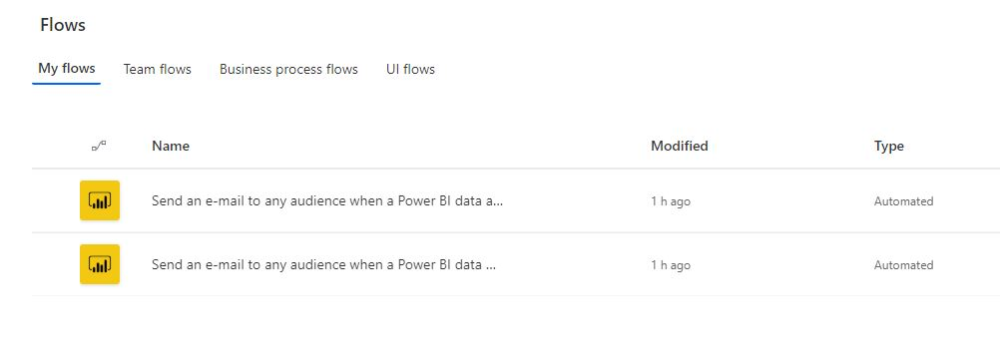 Flows
My flows Team flows Business process flows UI flows
Name Modified Type
Send an e-mail to any audience when a Power BI data a... 1 h ago Automated
Send an e-mail to any audience when a Power BI data ... 1 h ago Automated